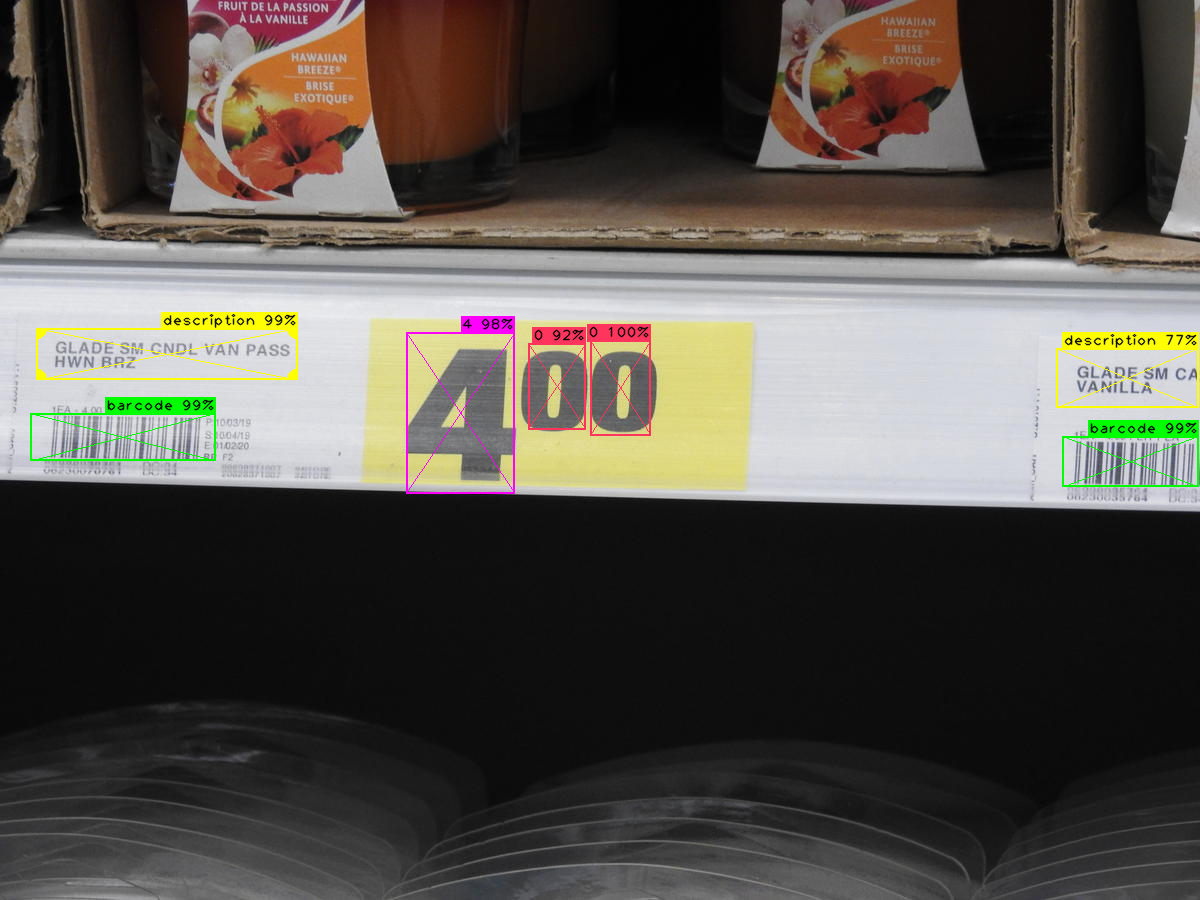 FRUIT DE LA PASSION
À LA VANILLE
HAWAIIAN
BREEZE®
BRISE
EXOTIQUE®
HAWAIIAN
BREEZE®
BRISE
EXOTIQUE®
description 99%
GLADE SM CNDL VAN PASS
HWN BRZ
barcode 99%
1EA - 4.00
P:10/03/19
S:10/04/19
E:01/02/20
F2
4 98%
0 92%
0 100%
400
description 77%
GLADE SM CA
VANILLA
barcode 99%